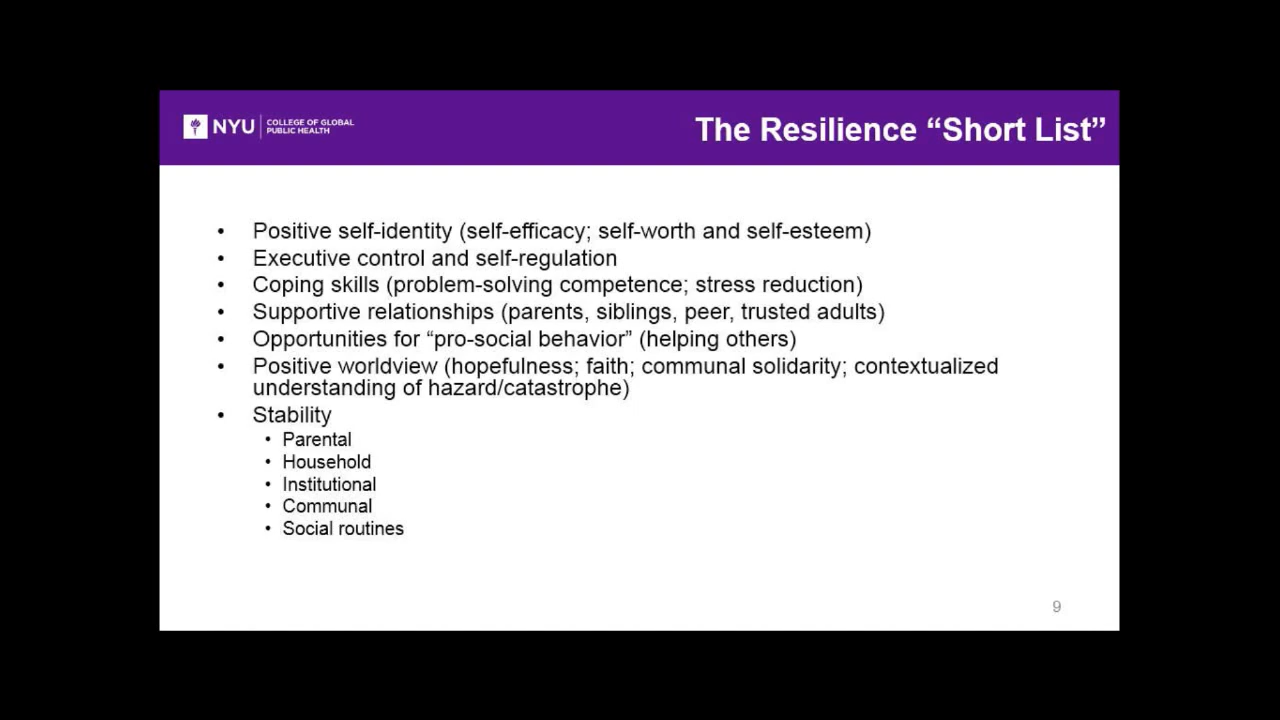 NYU
COLLEGE OF GLOBAL
PUBLIC HEALTH
The Resilience “Short List”
• Positive self-identity (self-efficacy; self-worth and self-esteem)
• Executive control and self-regulation
• Coping skills (problem-solving competence; stress reduction)
• Supportive relationships (parents, siblings, peer, trusted adults)
• Opportunities for “pro-social behavior” (helping others)
• Positive worldview (hopefulness; faith; communal solidarity; contextualized
understanding of hazard/catastrophe)
• Stability
• Parental
• Household
• Institutional
• Communal
• Social routines
9